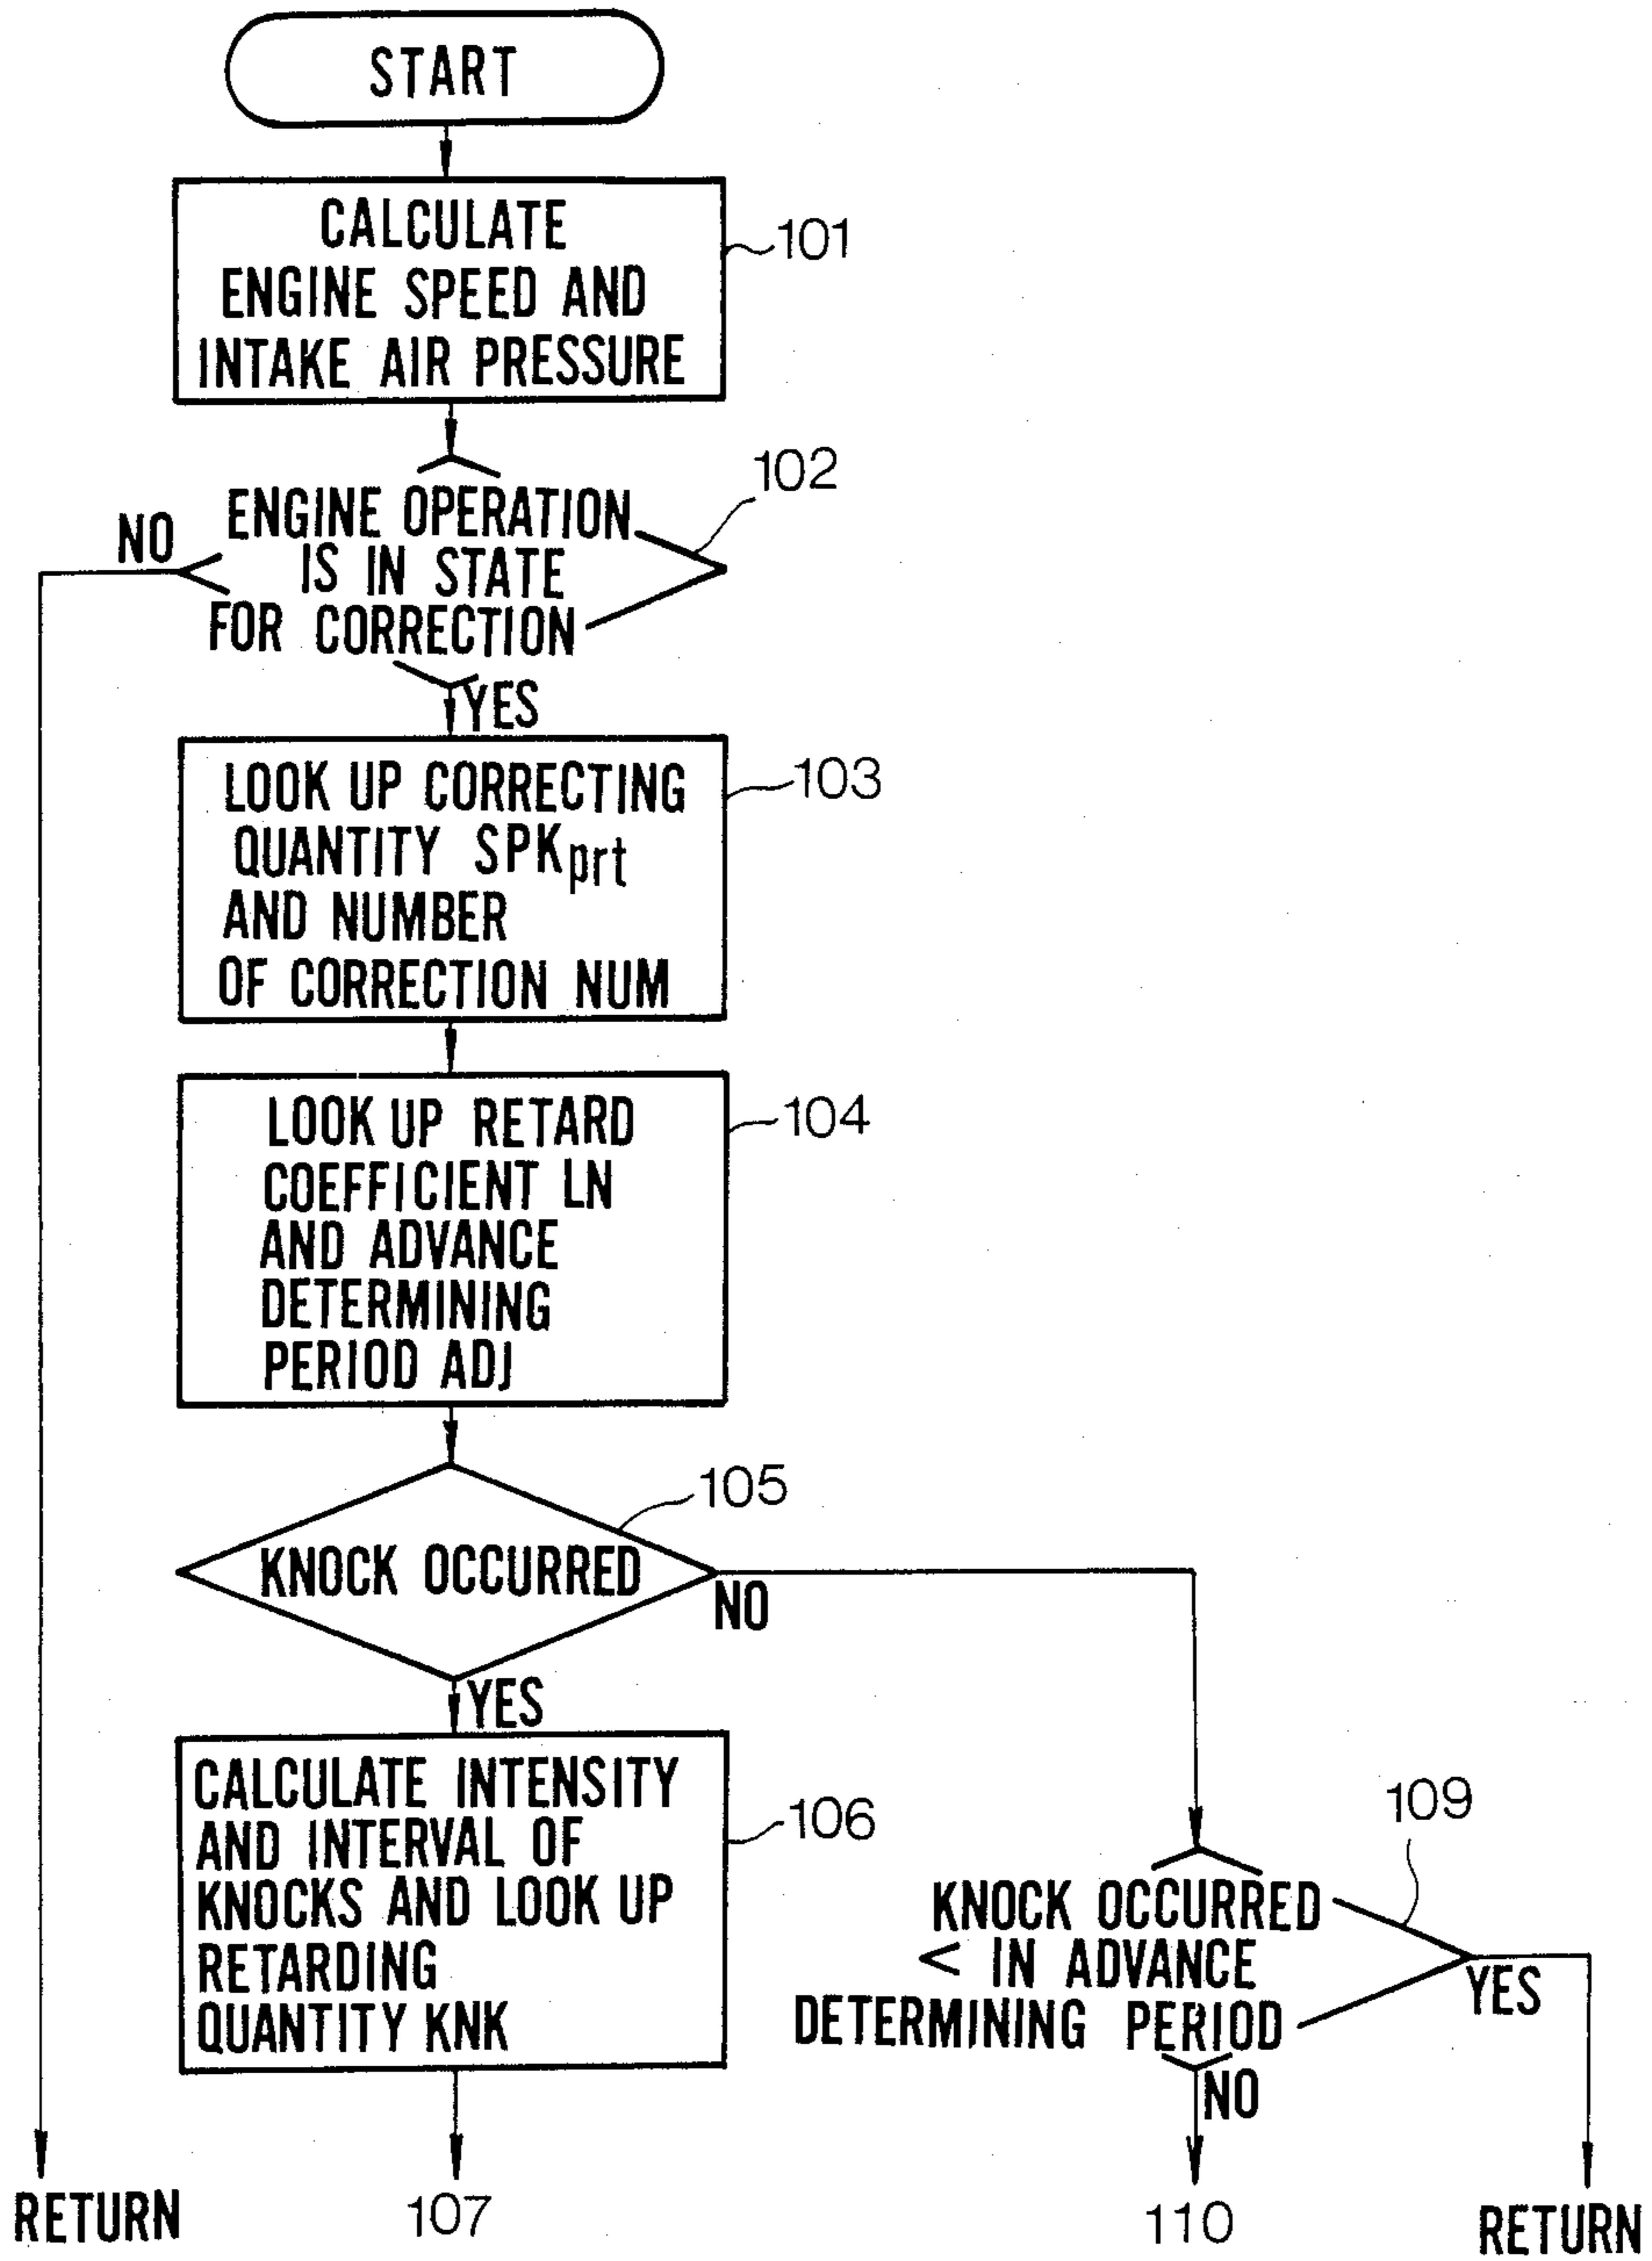 START
CALCULATE
ENGINE SPEED AND
INTAKE AIR PRESSURE
101
102
NO
ENGINE OPERATION
IS IN STATE
FOR CORRECTION
YES
LOOK UP CORRECTING
QUANTITY SPKprt
AND NUMBER
OF CORRECTION NUM
103
LOOK UP RETARD
COEFFICIENT LN
AND ADVANCE
DETERMINING
PERIOD ADJ
104
105
KNOCK OCCURRED
NO
YES
CALCULATE INTENSITY
AND INTERVAL OF
KNOCKS AND LOOK UP
RETARDING
QUANTITY KNK
106
109
KNOCK OCCURRED
IN ADVANCE
DETERMINING PERIOD
YES
NO
RETURN
107
110
RETURN